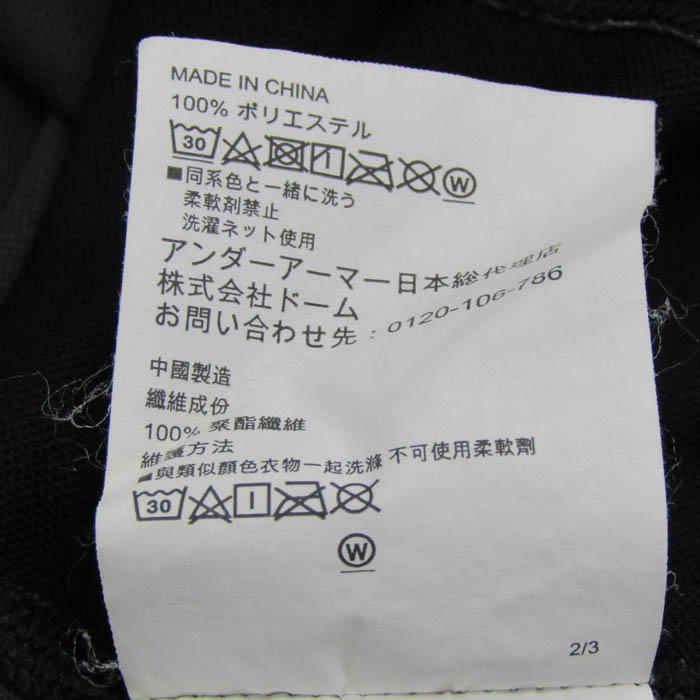 MADE IN CHINA
100% ポリエステル
30 W
■同系色と一緒に洗う
柔軟剤禁止
洗濯ネット使用
アンダーアーマー日本総代理店
株式会社ドーム
お問い合わせ先：0120-106-786
中國製造
纖維成份
100% 聚酯纖維
維護方法
■與類似顏色衣物一起洗滌 不可使用柔軟劑
30
W
2/3